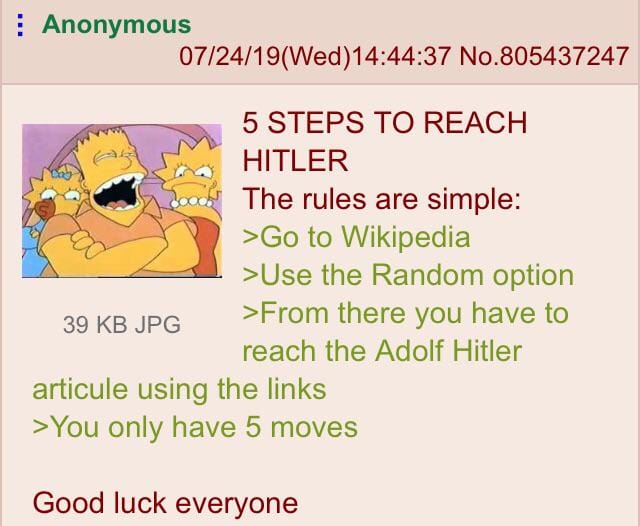 Anonymous
07/24/19(Wed)14:44:37 No.805437247
5 STEPS TO REACH
HITLER
The rules are simple:
>Go to Wikipedia
>Use the Random option
39 KB JPG
>From there you have to
reach the Adolf Hitler
articule using the links
>You only have 5 moves
Good luck everyone